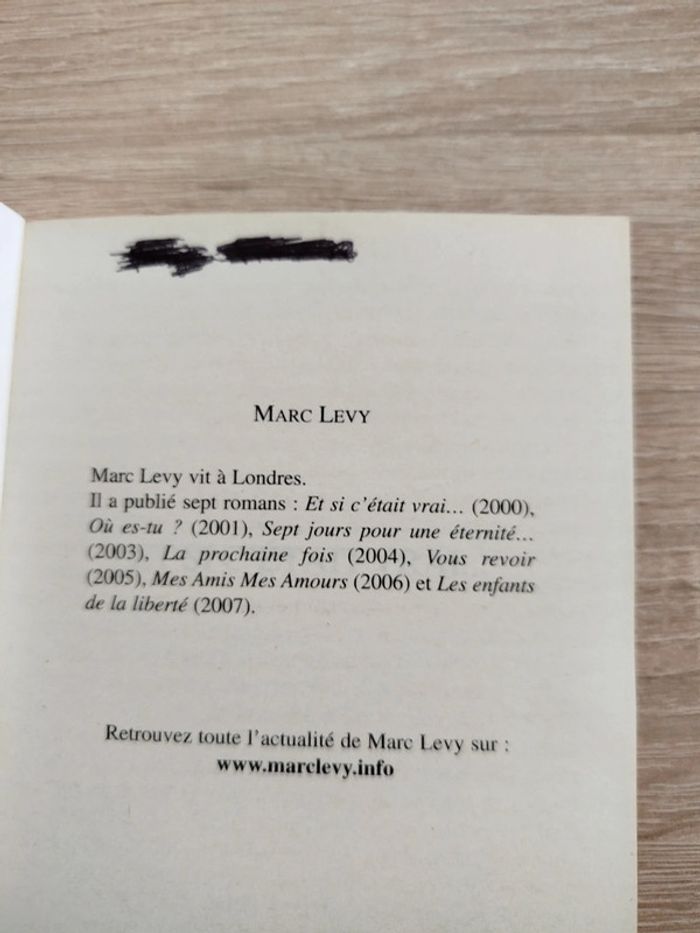 MARC LEVY
Marc Levy vit à Londres.
Il a publié sept romans : Et si c'était vrai... (2000),
Où es-tu ? (2001), Sept jours pour une éternité...
(2003), La prochaine fois (2004), Vous revoir
(2005), Mes Amis Mes Amours (2006) et Les enfants
de la liberté (2007).
Retrouvez toute l'actualité de Marc Levy sur :
www.marclevy.info